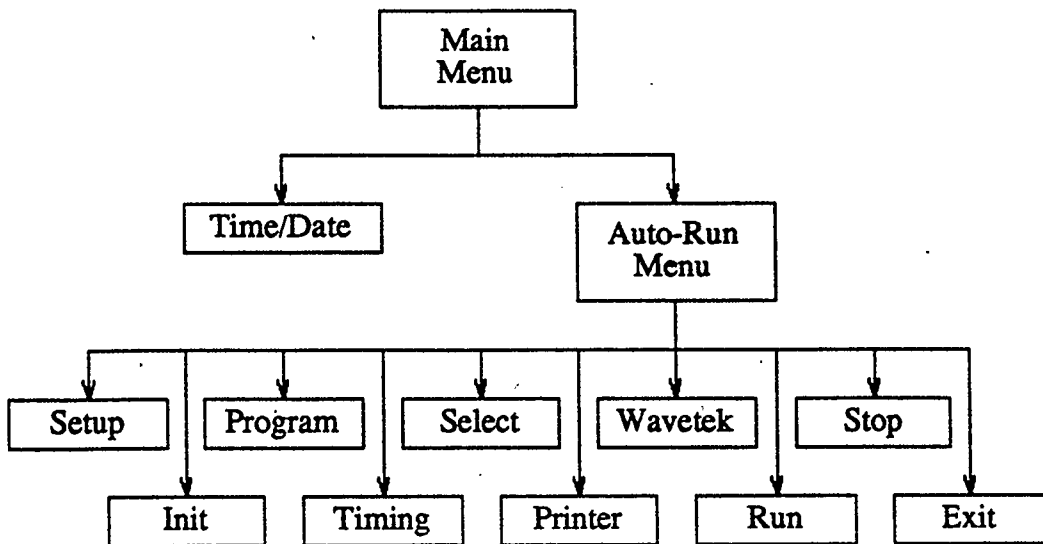 Main
Menu
Time/Date
Auto-Run
Menu
Setup
Program
Select
Wavetek
Stop
Init
Timing
Printer
Run
Exit